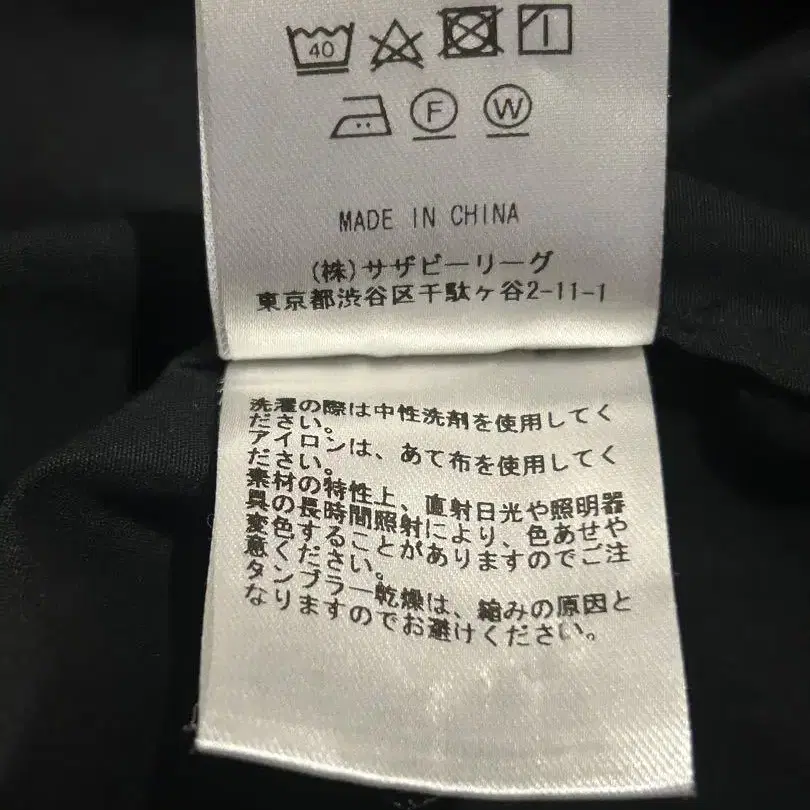 40
F W
MADE IN CHINA
(株)サザビーリーグ
東京都渋谷区千駄ヶ谷2-11-1
洗濯の際は中性洗剤を使用してく
ださい。
アイロンは、あて布を使用してく
ださい。
素材の特性上、直射日光や照明器
具の長時間照射により、色あせや
変色することがありますのでご注
意ください。
タンブラー乾燥は、縮みの原因と
なりますのでお避けください。